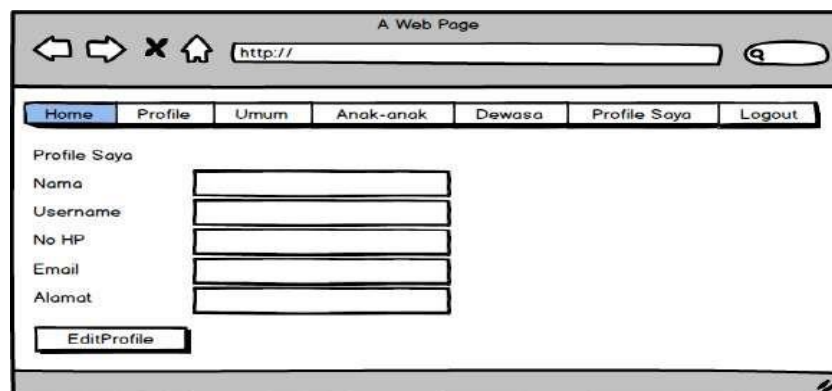 A Web Page
http://
Home Profile Umum Anak-anak Dewasa Profile Saya Logout
Profile Saya
Nama
Username
No HP
Email
Alamat
EditProfile